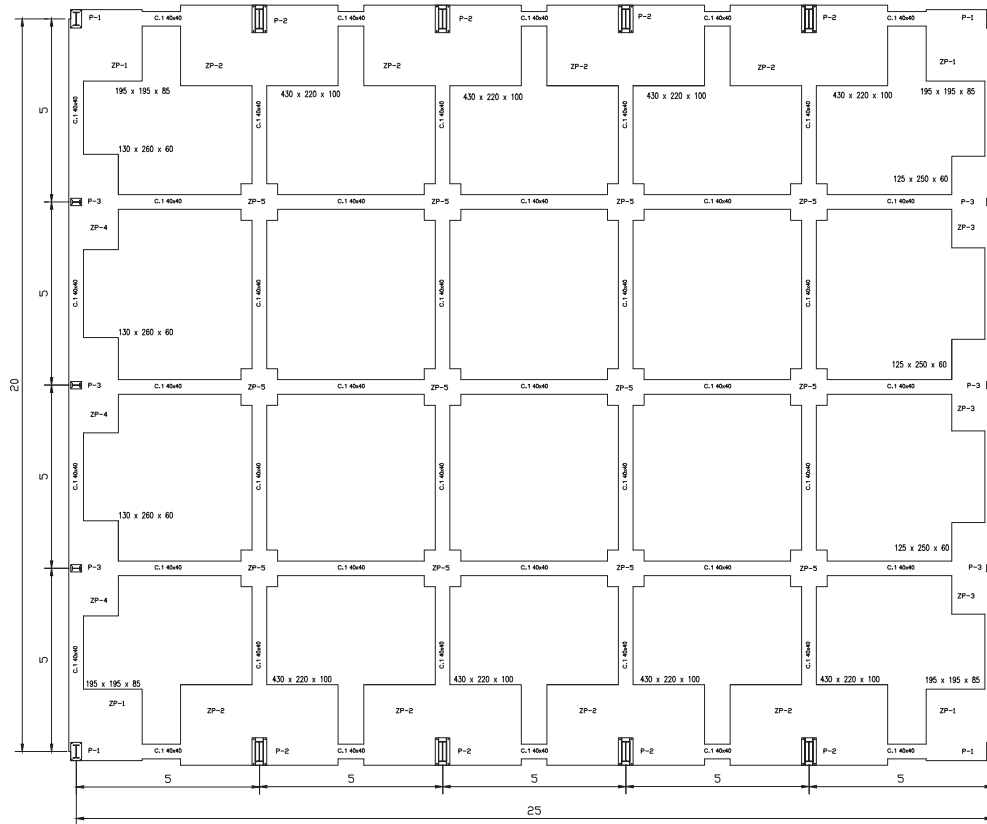 P-1 C.1 40x40 P-2 C.1 40x40 P-2 C.1 40x40 P-2 C.1 40x40 P-2 C.1 40x40 P-1
ZP-1 ZP-2 ZP-2 ZP-2 ZP-2 ZP-1
195 x 195 x 85 430 x 220 x 100 430 x 220 x 100 430 x 220 x 100 430 x 220 x 100 195 x 195 x 85
5 C.1 40x40 C.1 40x40 C.1 40x40 C.1 40x40 C.1 40x40
130 x 260 x 60 125 x 250 x 60
P-3 C.1 40x40 ZP-5 C.1 40x40 ZP-5 C.1 40x40 ZP-5 C.1 40x40 ZP-5 C.1 40x40 P-3
ZP-4 ZP-3
5 C.1 40x40 C.1 40x40 C.1 40x40 C.1 40x40 C.1 40x40
130 x 260 x 60 125 x 250 x 60
20
P-3 C.1 40x40 ZP-5 C.1 40x40 ZP-5 C.1 40x40 ZP-5 C.1 40x40 ZP-5 C.1 40x40 P-3
ZP-4 ZP-3
5 C.1 40x40 C.1 40x40 C.1 40x40 C.1 40x40 C.1 40x40
130 x 260 x 60 125 x 250 x 60
P-3 C.1 40x40 ZP-5 C.1 40x40 ZP-5 C.1 40x40 ZP-5 C.1 40x40 ZP-5 C.1 40x40 P-3
ZP-4 ZP-3
5 C.1 40x40 C.1 40x40 C.1 40x40 C.1 40x40 C.1 40x40
195 x 195 x 85 430 x 220 x 100 430 x 220 x 100 430 x 220 x 100 430 x 220 x 100 195 x 195 x 85
ZP-1 ZP-2 ZP-2 ZP-2 ZP-2 ZP-1
P-1 C.1 40x40 P-2 C.1 40x40 P-2 C.1 40x40 P-2 C.1 40x40 P-2 C.1 40x40 P-1
5 5 5 5 5
25